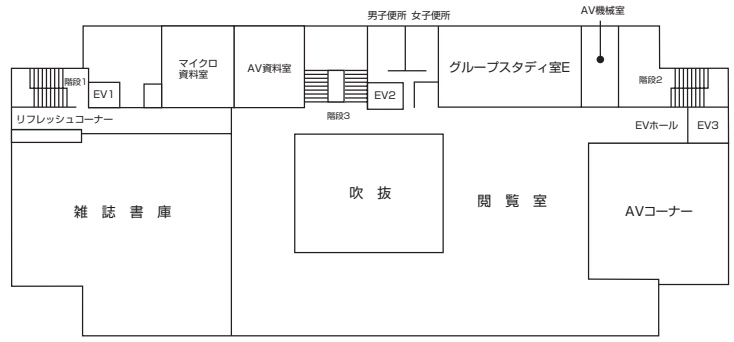 男子便所 女子便所
AV機械室
マイクロ
資料室
AV資料室
グループスタディ室E
階段1
階段2
EV1
EV2
階段3
リフレッシュコーナー
EVホール
EV3
雑誌書庫
吹抜
閲覧室
AVコーナー